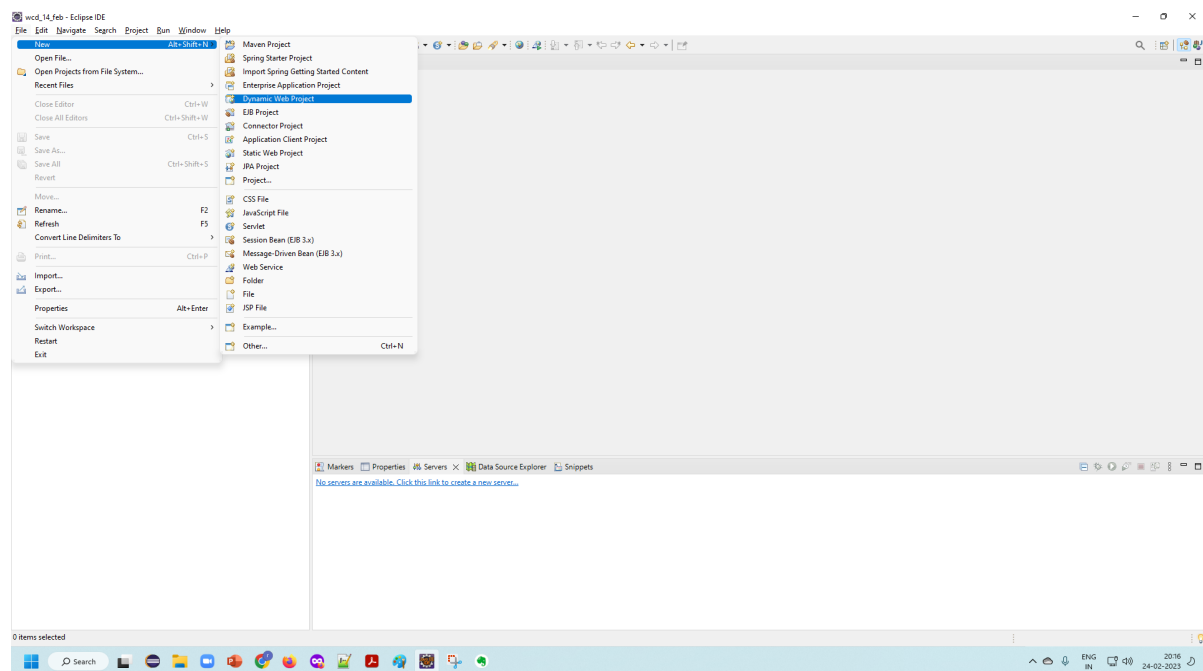 wcd_14_feb - Eclipse IDE
File Edit Navigate Search Project Run Window Help
New Alt+Shift+N
Open File...
Open Projects from File System...
Recent Files
Close Editor Ctrl+W
Close All Editors Ctrl+Shift+W
Save Ctrl+S
Save As...
Save All Ctrl+Shift+S
Revert
Move...
Rename... F2
Refresh F5
Convert Line Delimiters To
Print... Ctrl+P
Import...
Export...
Properties Alt+Enter
Switch Workspace
Restart
Exit
Maven Project
Spring Starter Project
Import Spring Getting Started Content
Enterprise Application Project
Dynamic Web Project
EJB Project
Connector Project
Application Client Project
Static Web Project
JPA Project
Project...
CSS File
JavaScript File
Servlet
Session Bean (EJB 3.x)
Message-Driven Bean (EJB 3.x)
Web Service
Folder
File
JSP File
Example...
Other... Ctrl+N
Markers Properties Servers Data Source Explorer Snippets
No servers are available. Click this link to create a new server...
0 items selected
Search
ENG
IN
20:16
24-02-2023